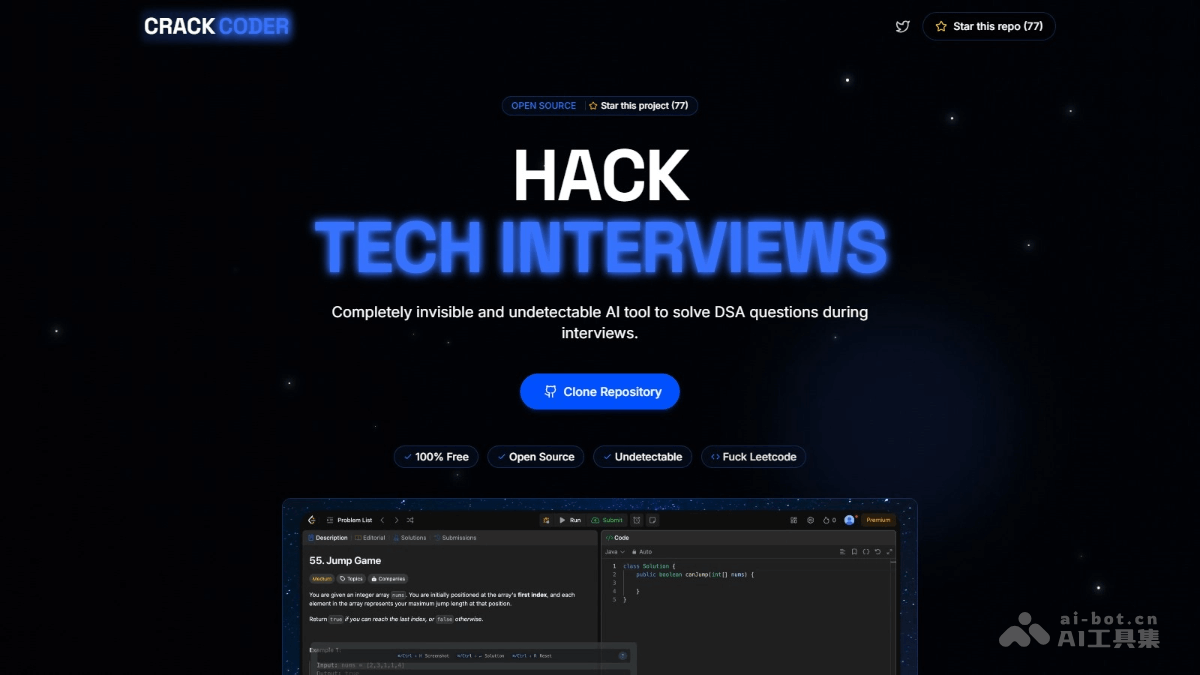 CRACK CODER
Star this repo (77)
OPEN SOURCE Star this project (77)
HACK
TECH INTERVIEWS
Completely invisible and undetectable AI tool to solve DSA questions during
interviews.
Clone Repository
100% Free
Open Source
Undetectable
Fuck Leetcode
Problem List
Run
Submit
0
Premium
Description
Editorial
Solutions
Submissions
55. Jump Game
Medium
Topics
Companies
You are given an integer array nums. You are initially positioned at the array's first index, and each
element in the array represents your maximum jump length at that position.
Return true if you can reach the last index, or false otherwise.
Example 1:
Screenshot
Solution
Reset
Input: nums = [2,3,1,1,4]
Code
Java
Auto
1 class Solution {
2 public boolean canJump(int[] nums) {
3
4 }
5 }
ai-bot.cn
AI工具集